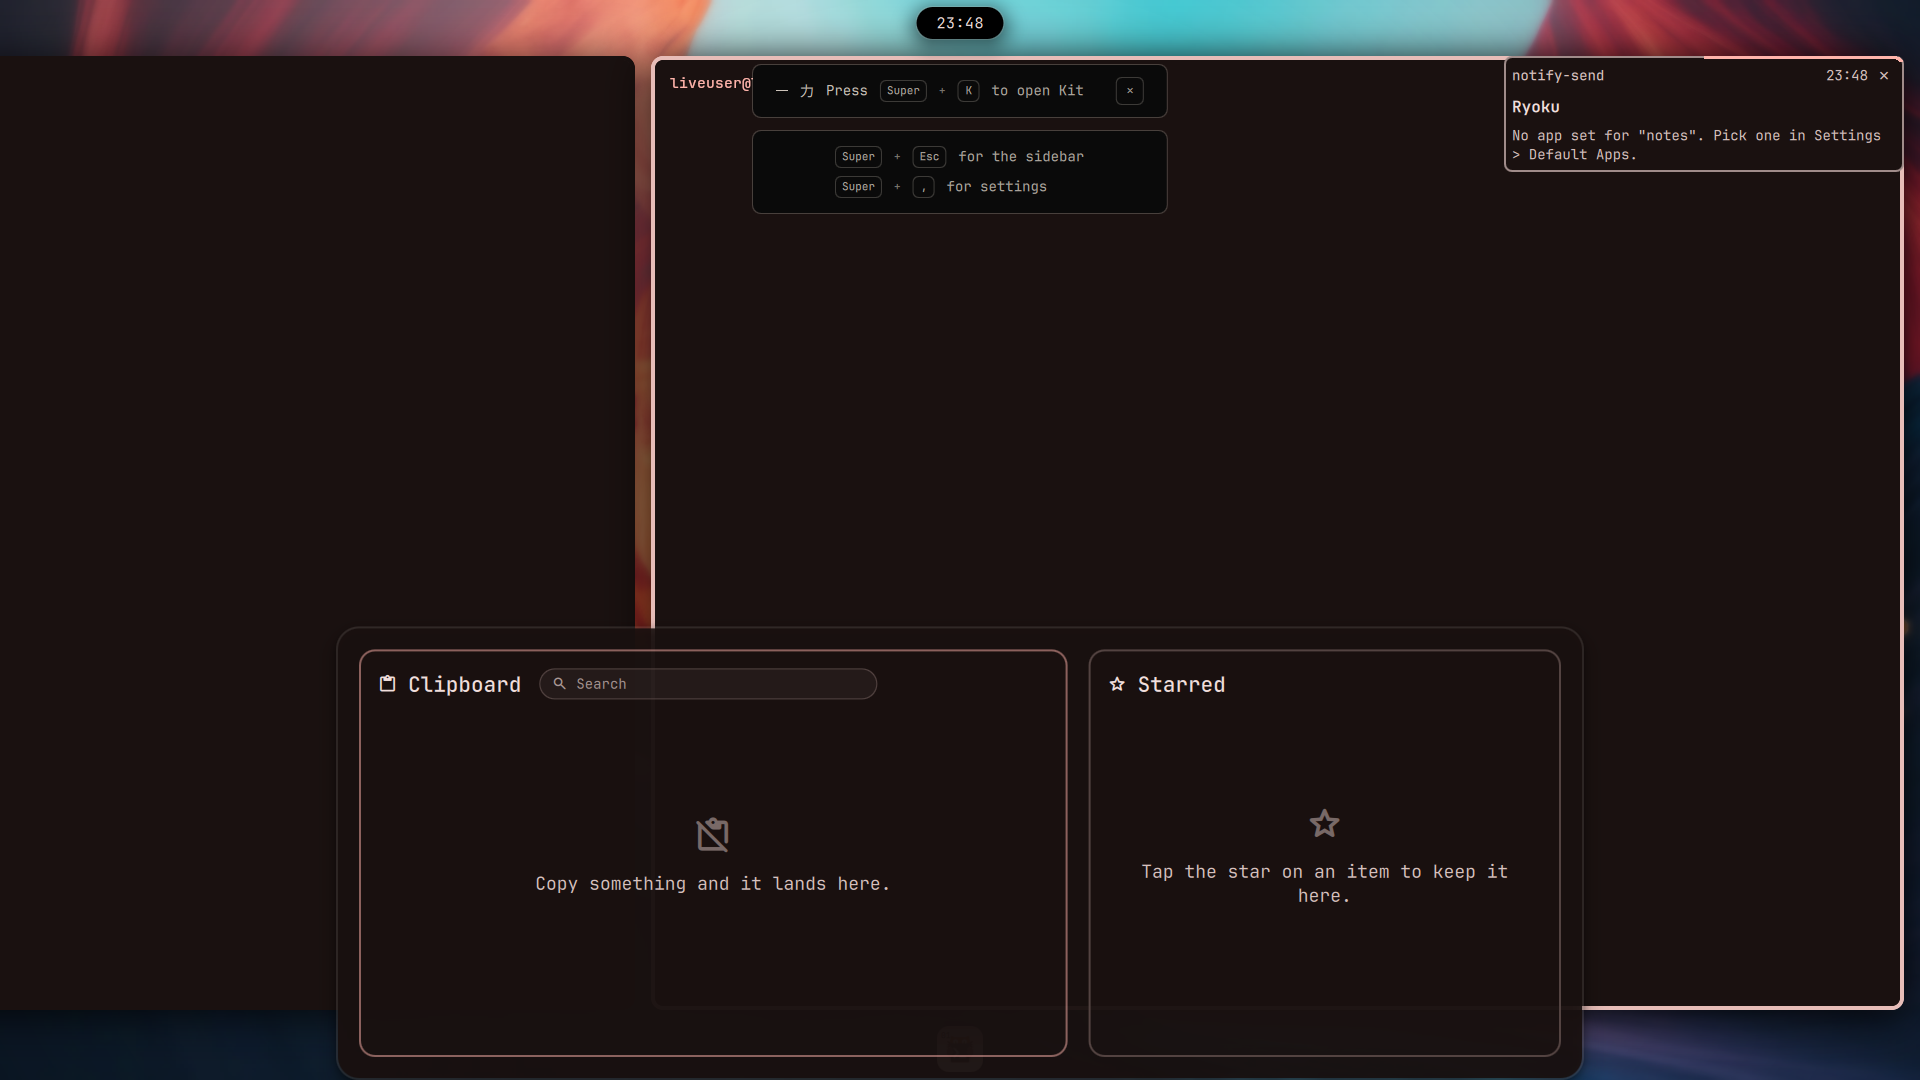 23:48
liveuser@
一 力 Press Super + K to open Kit ×
Super + Esc for the sidebar
Super + , for settings
notify-send 23:48 ×
Ryoku
No app set for "notes". Pick one in Settings
> Default Apps.
Clipboard Search
Copy something and it lands here.
Starred
Tap the star on an item to keep it
here.